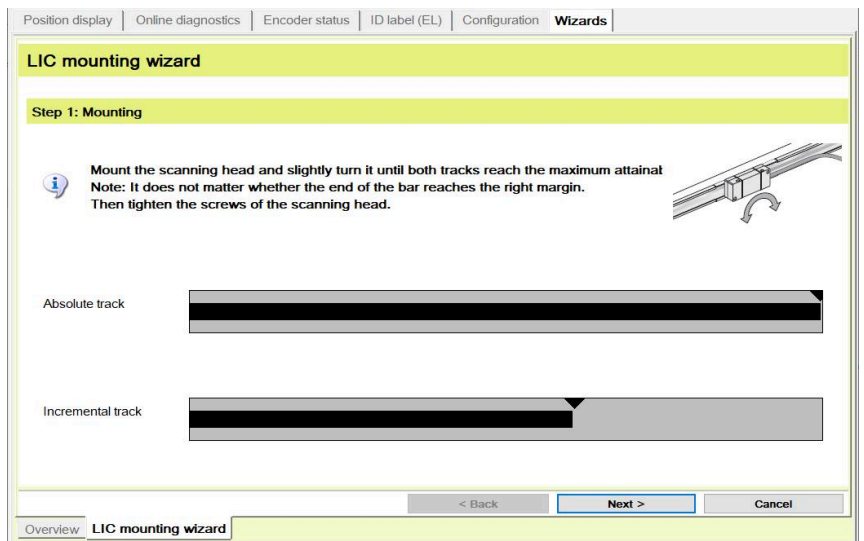 Position display Online diagnostics Encoder status ID label (EL) Configuration Wizards
LIC mounting wizard
Step 1: Mounting
Mount the scanning head and slightly turn it until both tracks reach the maximum attainab
Note: It does not matter whether the end of the bar reaches the right margin.
Then tighten the screws of the scanning head.
Absolute track
Incremental track
< Back Next > Cancel
Overview LIC mounting wizard